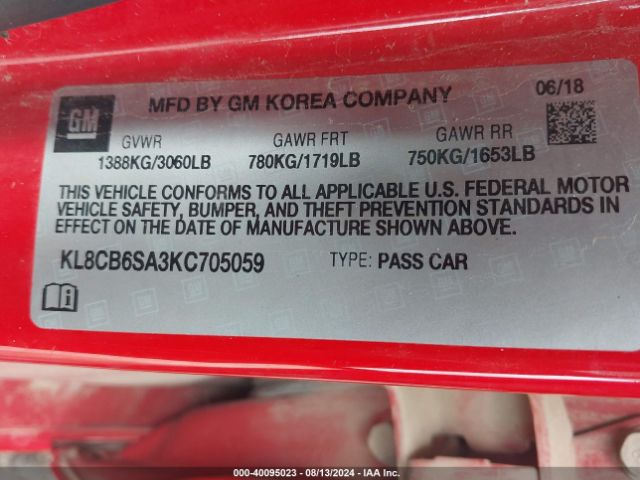 MFD BY GM KOREA COMPANY 06/18
GM
GVWR GAWR FRT GAWR RR
1388KG/3060LB 780KG/1719LB 750KG/1653LB
THIS VEHICLE CONFORMS TO ALL APPLICABLE U.S. FEDERAL MOTOR
VEHICLE SAFETY, BUMPER, AND THEFT PREVENTION STANDARDS IN
EFFECT ON THE DATE OF MANUFACTURE SHOWN ABOVE.
KL8CB6SA3KC705059 TYPE: PASS CAR
000-40095023 - 08/13/2024 - IAA Inc.